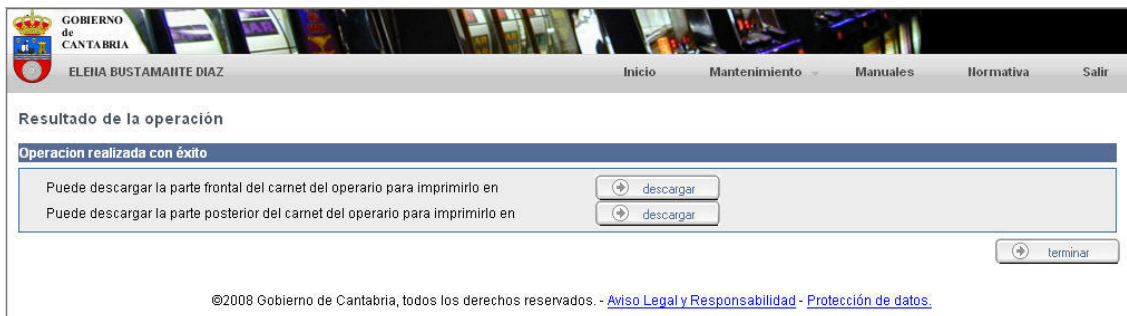 GOBIERNO
de
CANTABRIA
ELENA BUSTAMANTE DIAZ
Inicio Mantenimiento Manuales Normativa Salir
Resultado de la operación
Operacion realizada con éxito
Puede descargar la parte frontal del carnet del operario para imprimirlo en descargar
Puede descargar la parte posterior del carnet del operario para imprimirlo en descargar
terminar
©2008 Gobierno de Cantabria, todos los derechos reservados. - Aviso Legal y Responsabilidad - Protección de datos.